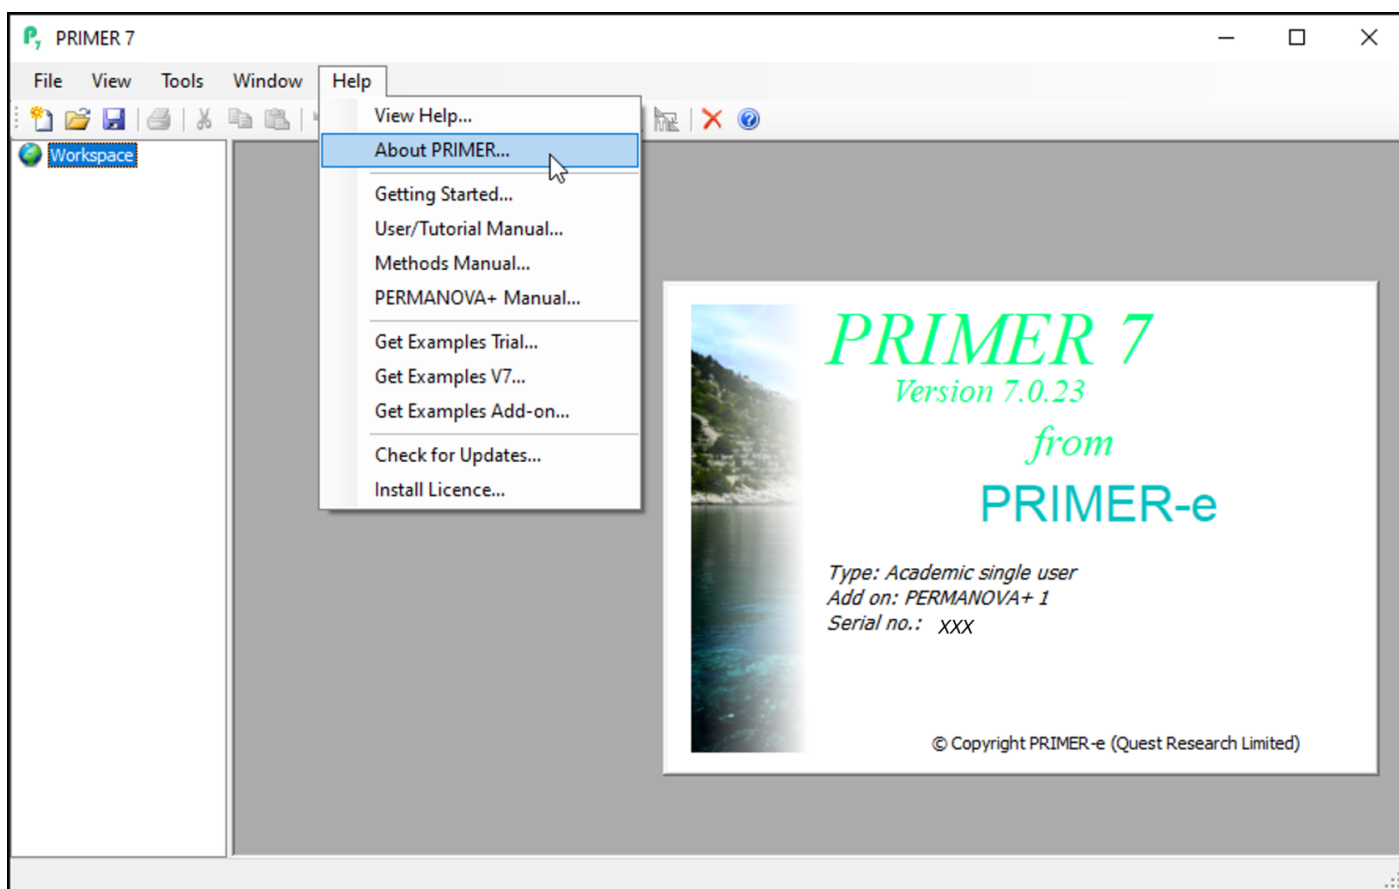 P7 PRIMER 7
File View Tools Window Help
Workspace
View Help...
About PRIMER...
Getting Started...
User/Tutorial Manual...
Methods Manual...
PERMANOVA+ Manual...
Get Examples Trial...
Get Examples V7...
Get Examples Add-on...
Check for Updates...
Install Licence...
PRIMER 7
Version 7.0.23
from
PRIMER-e
Type: Academic single user
Add on: PERMANOVA+ 1
Serial no.: XXX
© Copyright PRIMER-e (Quest Research Limited)